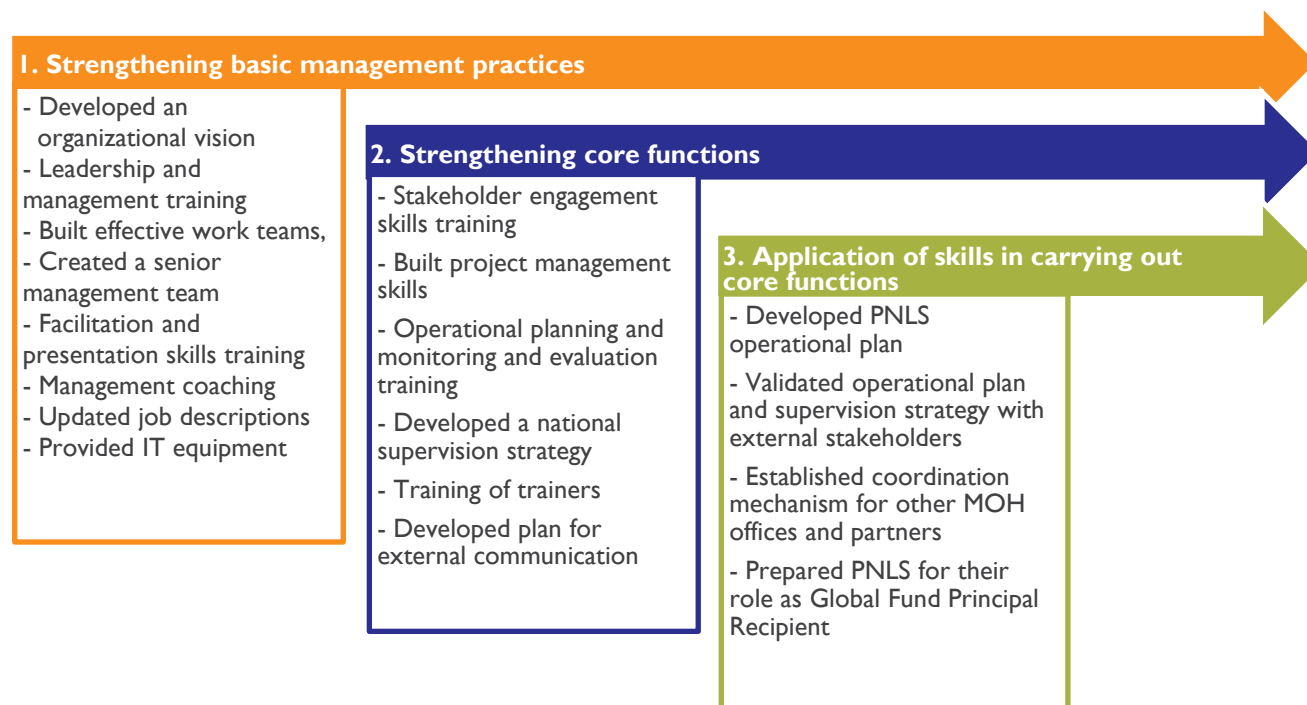 1. Strengthening basic management practices
- Developed an
organizational vision
- Leadership and
management training
- Built effective work teams,
- Created a senior
management team
- Facilitation and
presentation skills training
- Management coaching
- Updated job descriptions
- Provided IT equipment
2. Strengthening core functions
- Stakeholder engagement
skills training
- Built project management
skills
- Operational planning and
monitoring and evaluation
training
- Developed a national
supervision strategy
- Training of trainers
- Developed plan for
external communication
3. Application of skills in carrying out
core functions
- Developed PNLS
operational plan
- Validated operational plan
and supervision strategy with
external stakeholders
- Established coordination
mechanism for other MOH
offices and partners
- Prepared PNLS for their
role as Global Fund Principal
Recipient